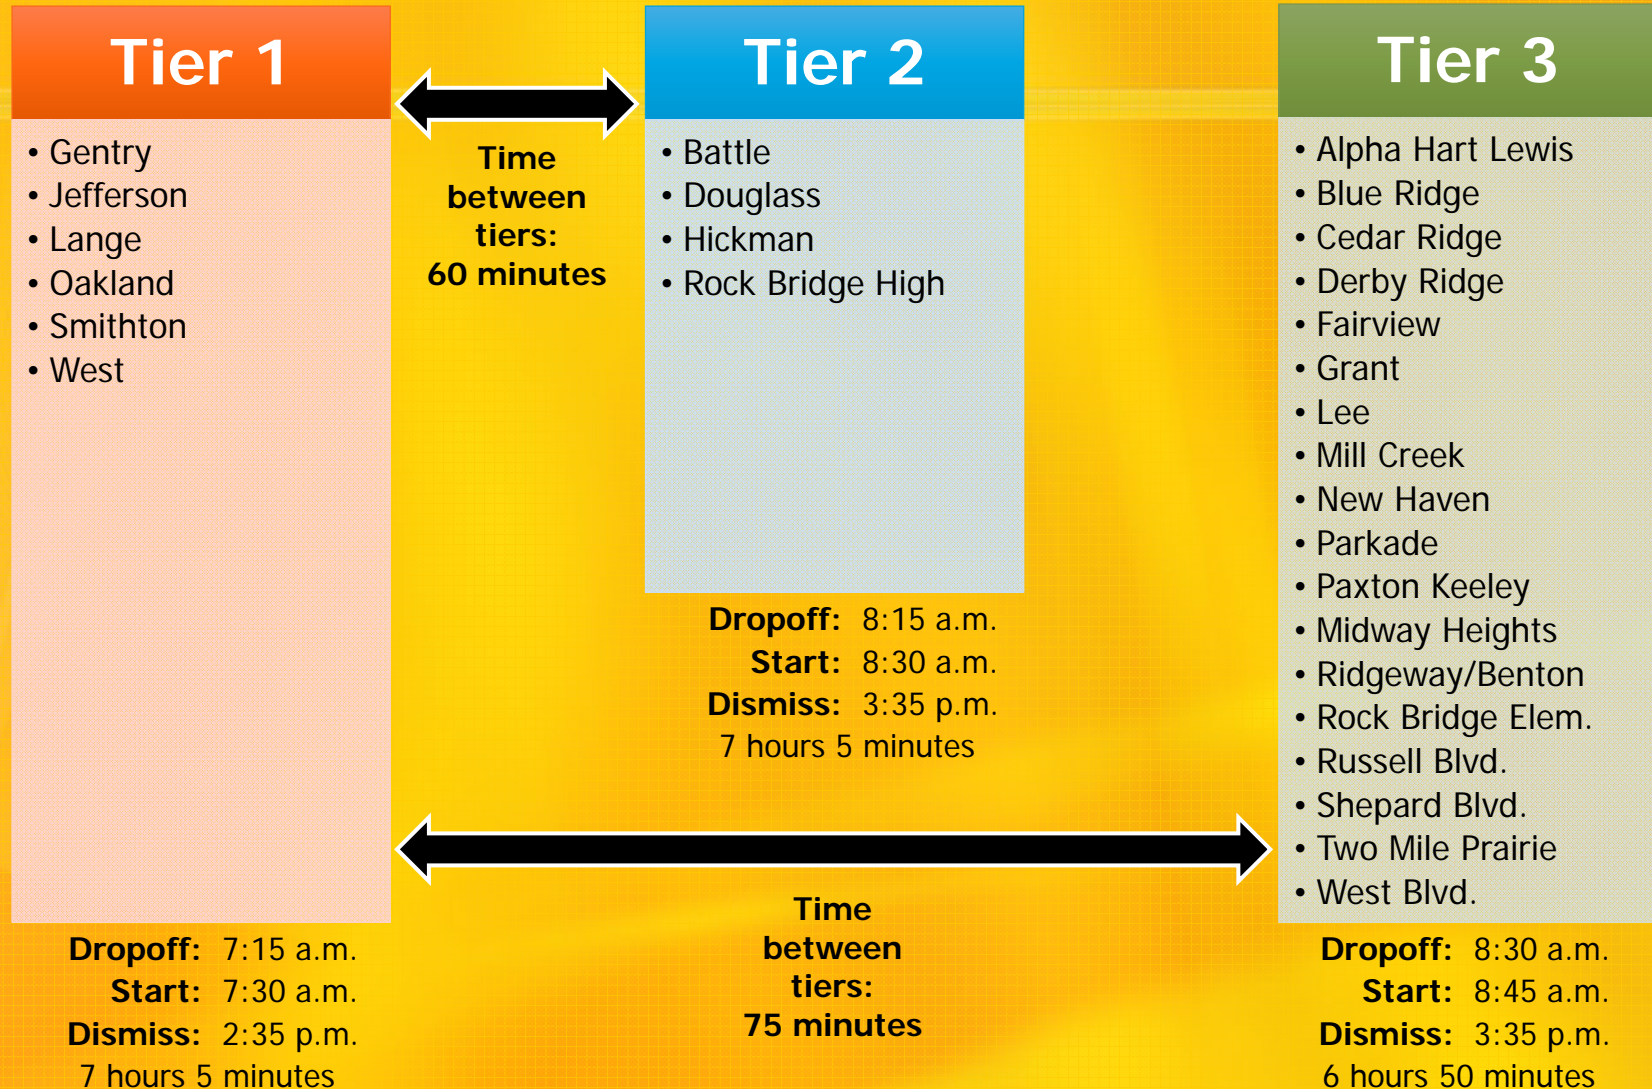 Tier 1
• Gentry
• Jefferson
• Lange
• Oakland
• Smithton
• West
Dropoff: 7:15 a.m.
Start: 7:30 a.m.
Dismiss: 2:35 p.m.
7 hours 5 minutes
Time
between
tiers:
60 minutes
Tier 2
• Battle
• Douglass
• Hickman
• Rock Bridge High
Dropoff: 8:15 a.m.
Start: 8:30 a.m.
Dismiss: 3:35 p.m.
7 hours 5 minutes
Time
between
tiers:
75 minutes
Tier 3
• Alpha Hart Lewis
• Blue Ridge
• Cedar Ridge
• Derby Ridge
• Fairview
• Grant
• Lee
• Mill Creek
• New Haven
• Parkade
• Paxton Keeley
• Midway Heights
• Ridgeway/Benton
• Rock Bridge Elem.
• Russell Blvd.
• Shepard Blvd.
• Two Mile Prairie
• West Blvd.
Dropoff: 8:30 a.m.
Start: 8:45 a.m.
Dismiss: 3:35 p.m.
6 hours 50 minutes